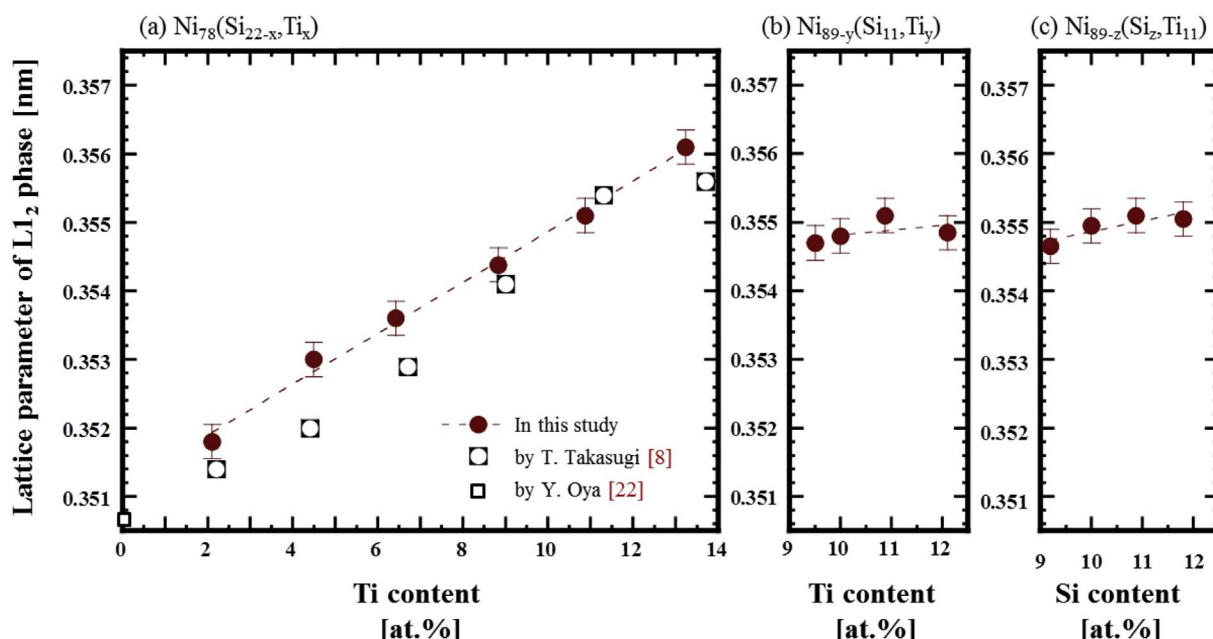 (a) Ni₇₈(Si₂₂₋ₓ,Tiₓ)
(b) Ni₈₉₋y(Si₁₁,Tiy)
(c) Ni₈₉₋z(Siz,Ti₁₁)
Lattice parameter of L1₂ phase [nm]
0.357
0.356
0.355
0.354
0.353
0.352
0.351
In this study
by T. Takasugi [8]
by Y. Oya [22]
0 2 4 6 8 10 12 14
Ti content
[at.%]
0.357
0.356
0.355
0.354
0.353
0.352
0.351
9 10 11 12
Ti content
[at.%]
0.357
0.356
0.355
0.354
0.353
0.352
0.351
9 10 11 12
Si content
[at.%]